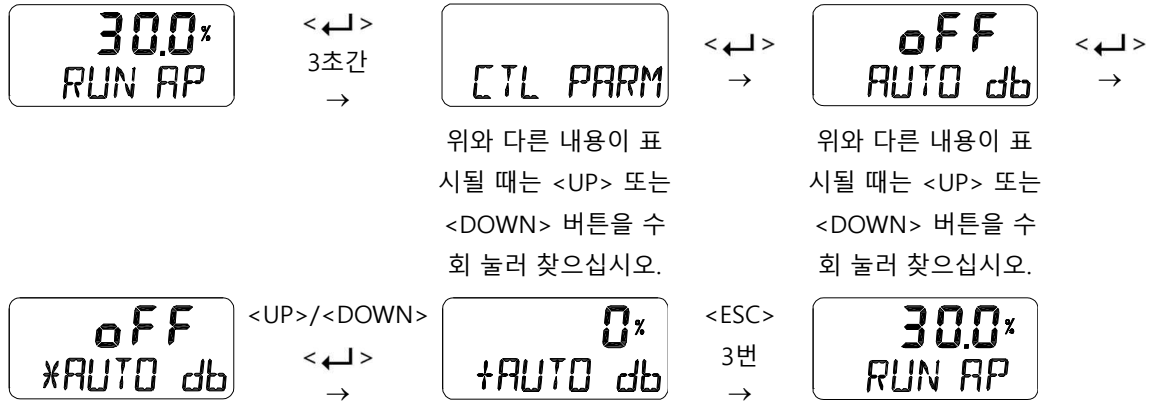 30.0%
RUN AP
<↵>
3초간
→
CTL PARM
<↵>
→
oFF
AUTO db
<↵>
→
위와 다른 내용이 표
시될 때는 <UP> 또는
<DOWN> 버튼을 수
회 눌러 찾으십시오.
위와 다른 내용이 표
시될 때는 <UP> 또는
<DOWN> 버튼을 수
회 눌러 찾으십시오.
oFF
*AUTO db
<UP>/<DOWN>
<↵>
→
0%
+AUTO db
<ESC>
3번
→
30.0%
RUN AP